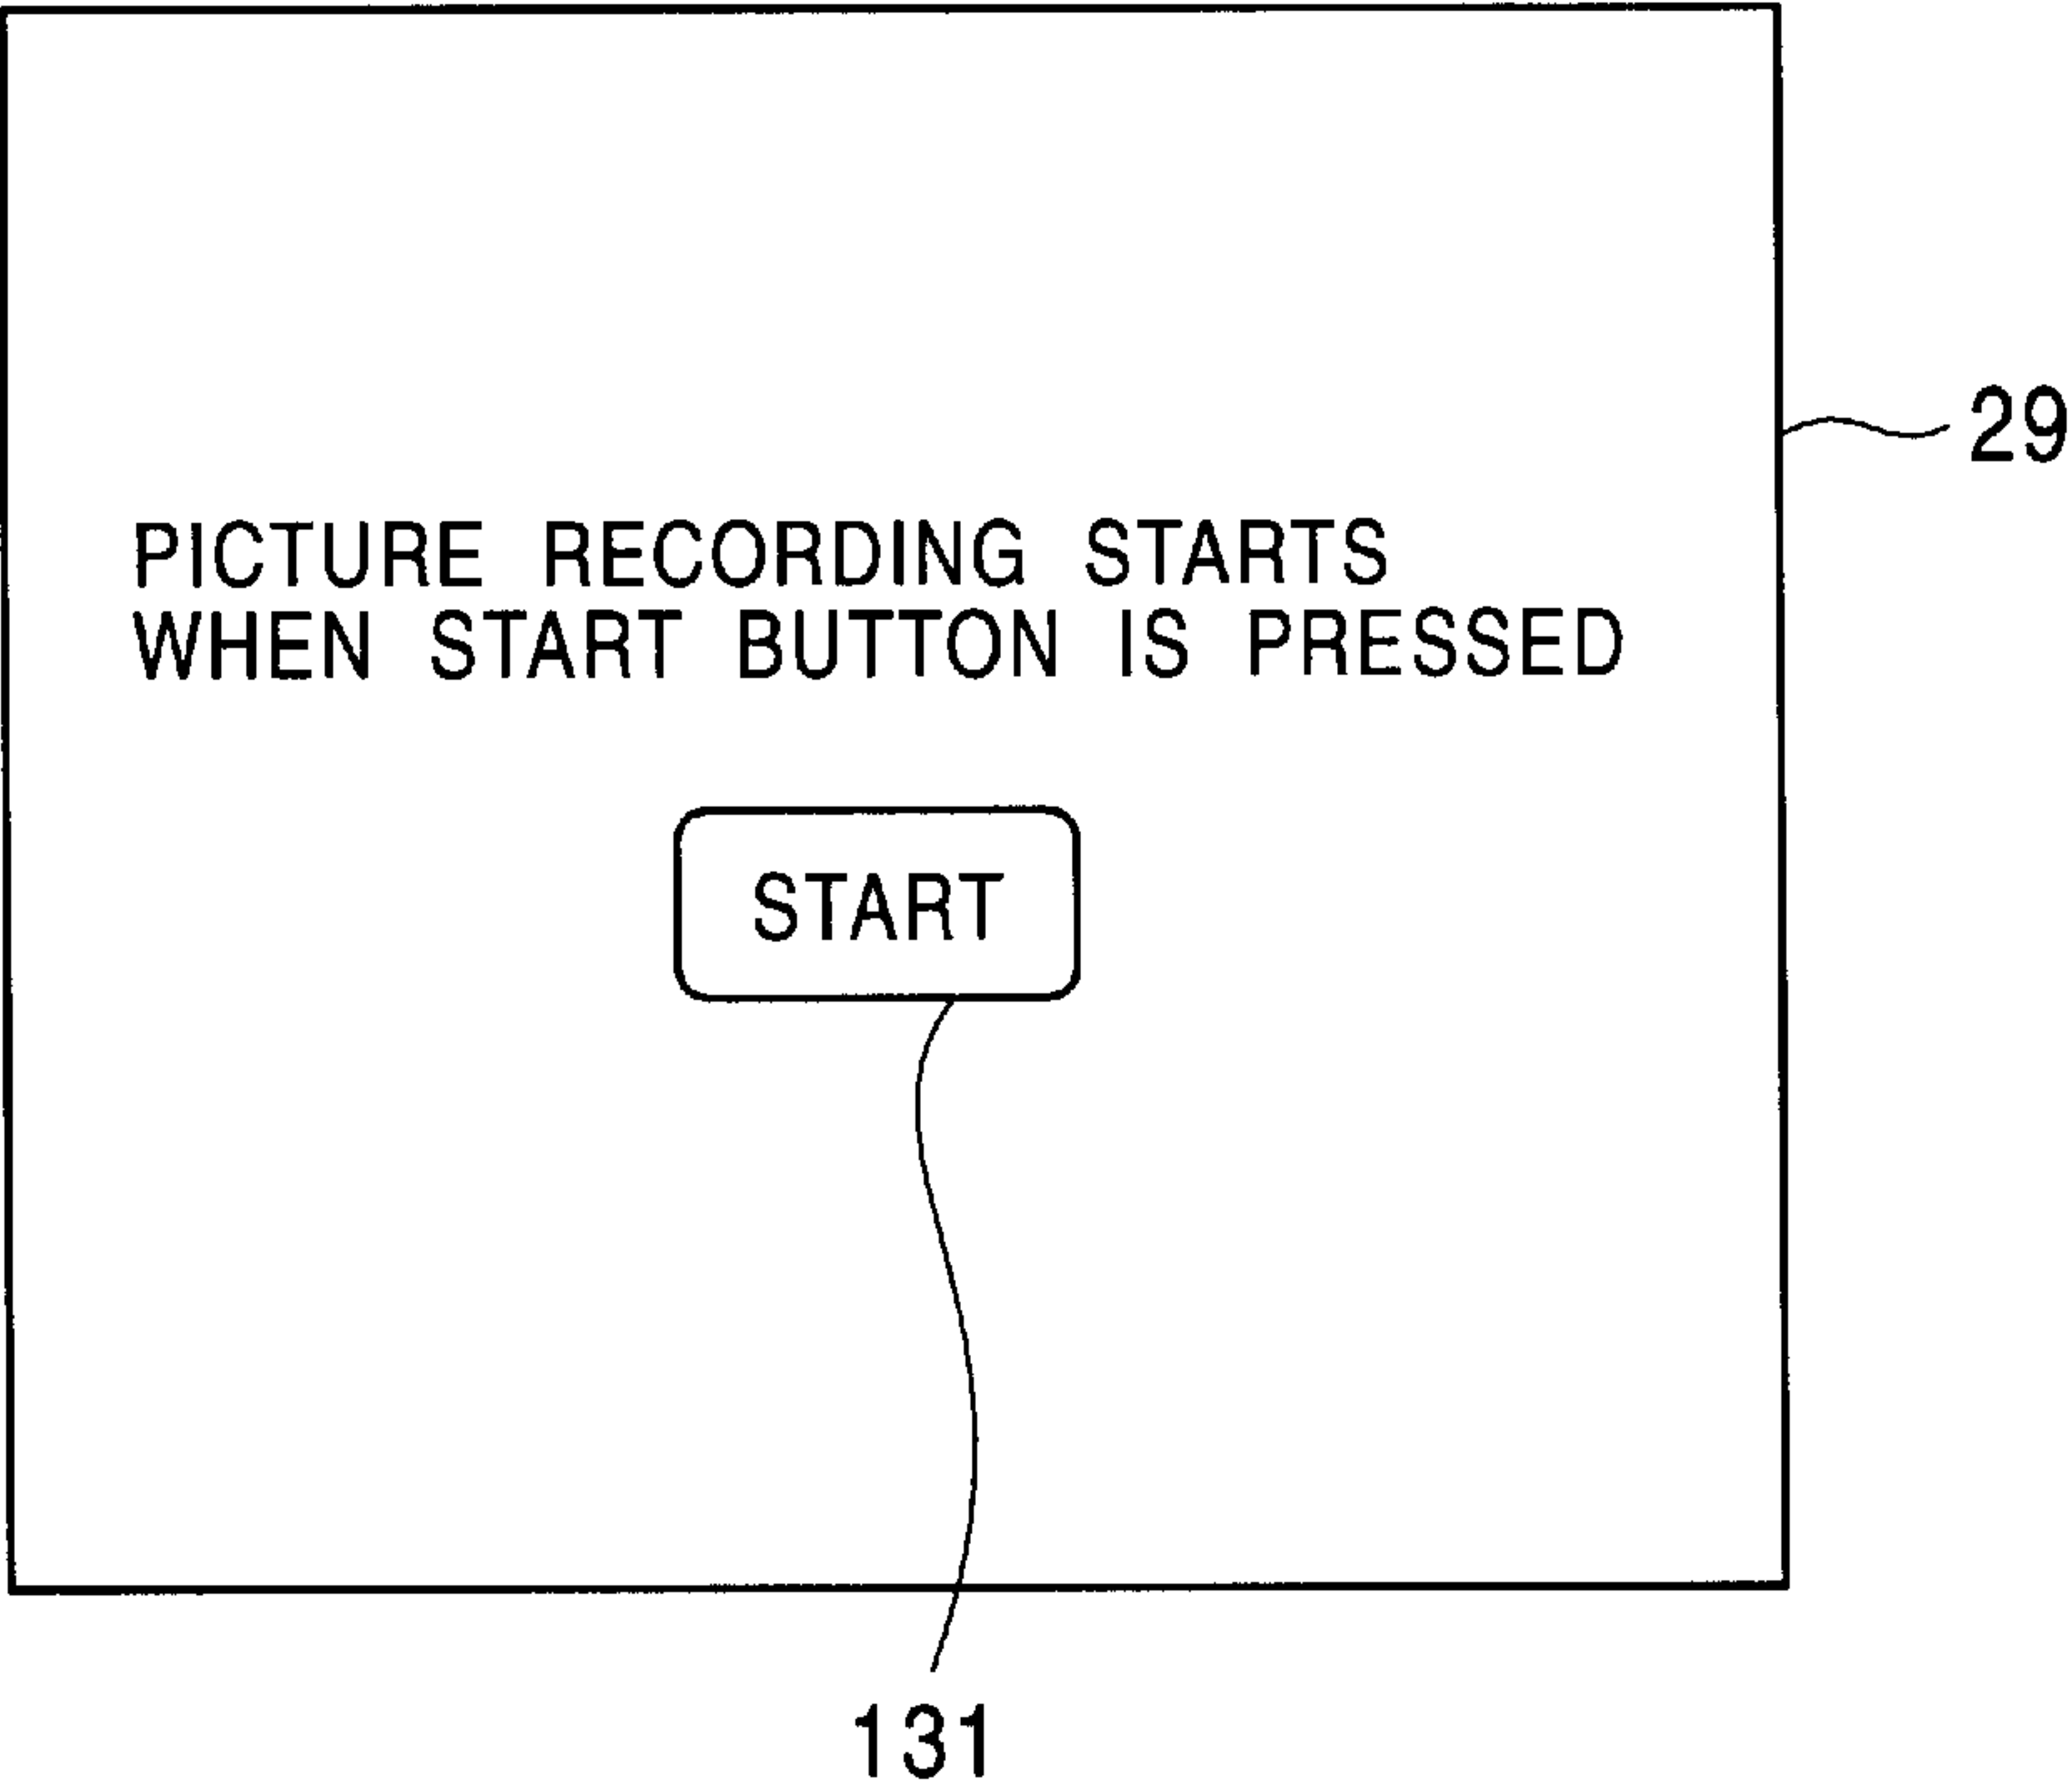 29
PICTURE RECORDING STARTS
WHEN START BUTTON IS PRESSED
START
131